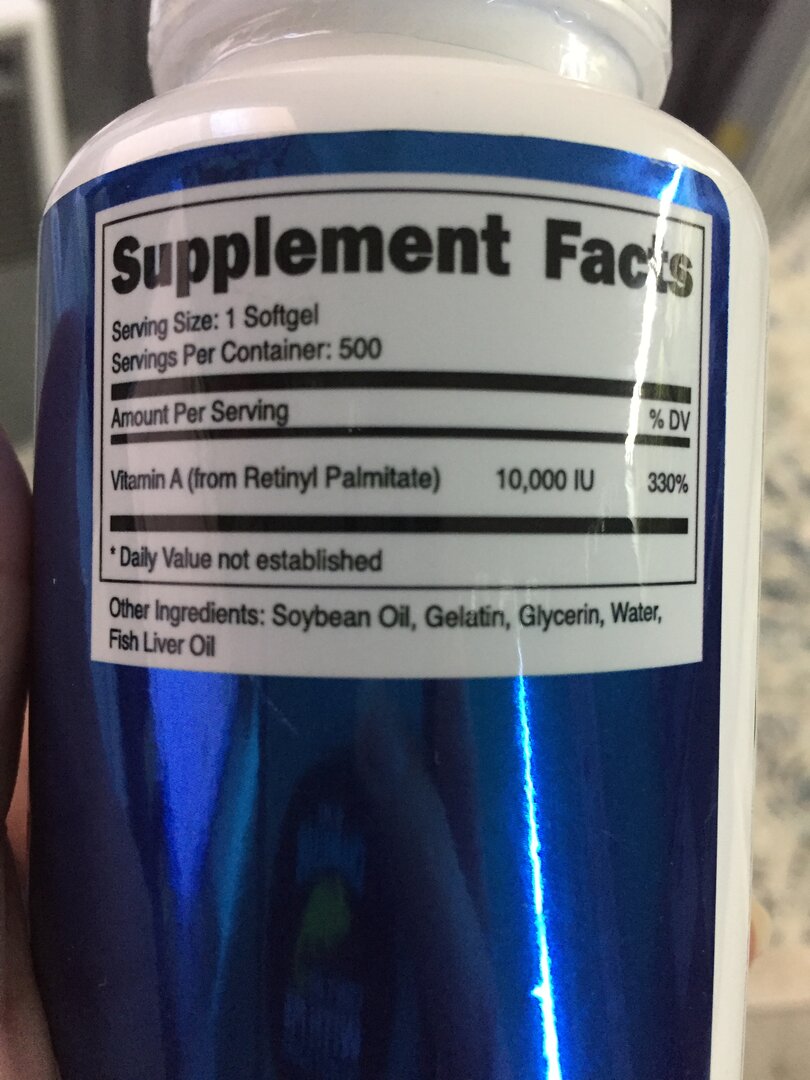 Supplement Facts
Serving Size: 1 Softgel
Servings Per Container: 500
Amount Per Serving % DV
Vitamin A (from Retinyl Palmitate) 10,000 IU 330%
* Daily Value not established
Other Ingredients: Soybean Oil, Gelatin, Glycerin, Water,
Fish Liver Oil